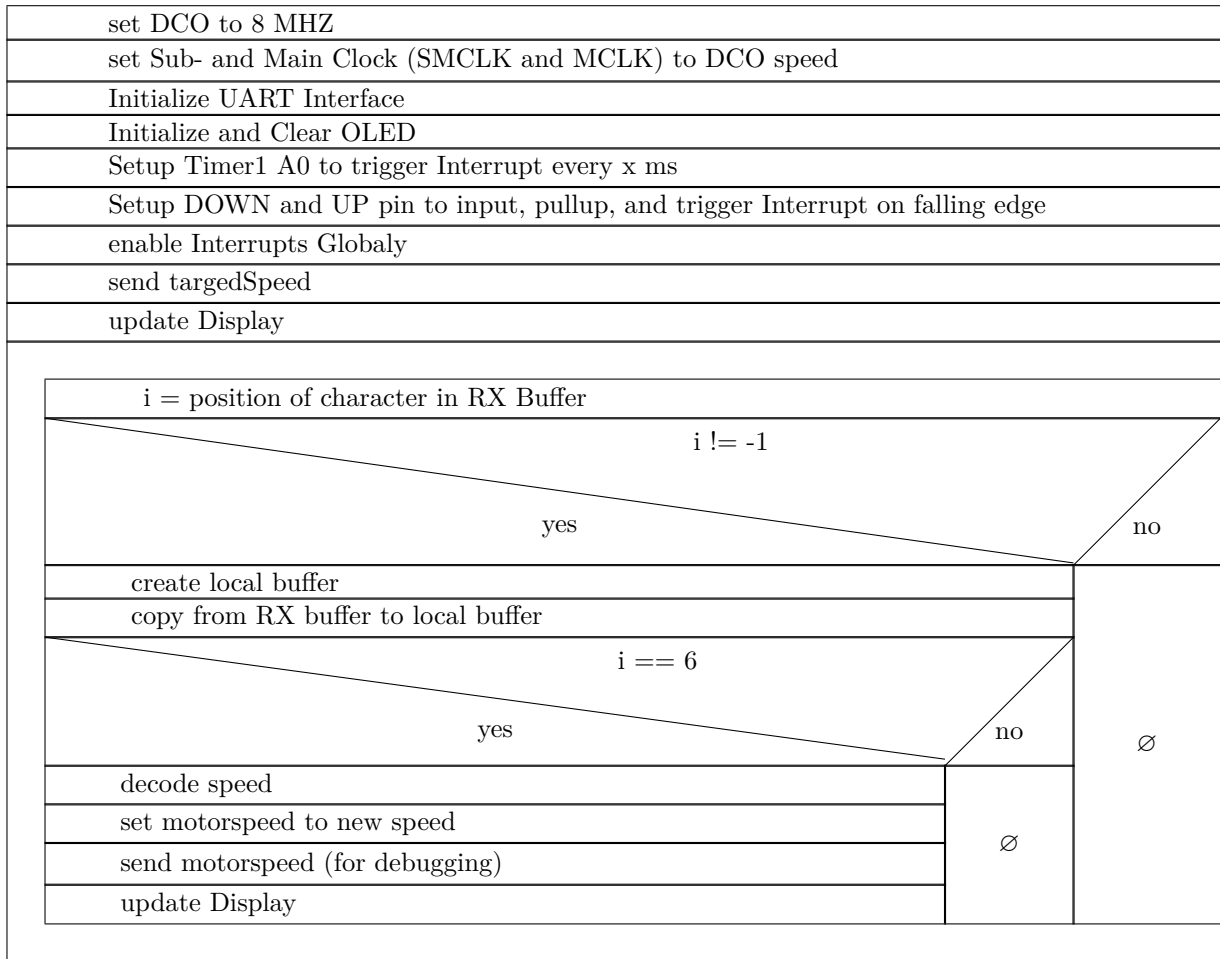 set DCO to 8 MHZ
set Sub- and Main Clock (SMCLK and MCLK) to DCO speed
Initialize UART Interface
Initialize and Clear OLED
Setup Timer1 A0 to trigger Interrupt every x ms
Setup DOWN and UP pin to input, pullup, and trigger Interrupt on falling edge
enable Interrupts Globaly
send targedSpeed
update Display
i = position of character in RX Buffer
i != -1
yes
no
create local buffer
copy from RX buffer to local buffer
i == 6
yes
no
∅
decode speed
set motorspeed to new speed
∅
send motorspeed (for debugging)
update Display